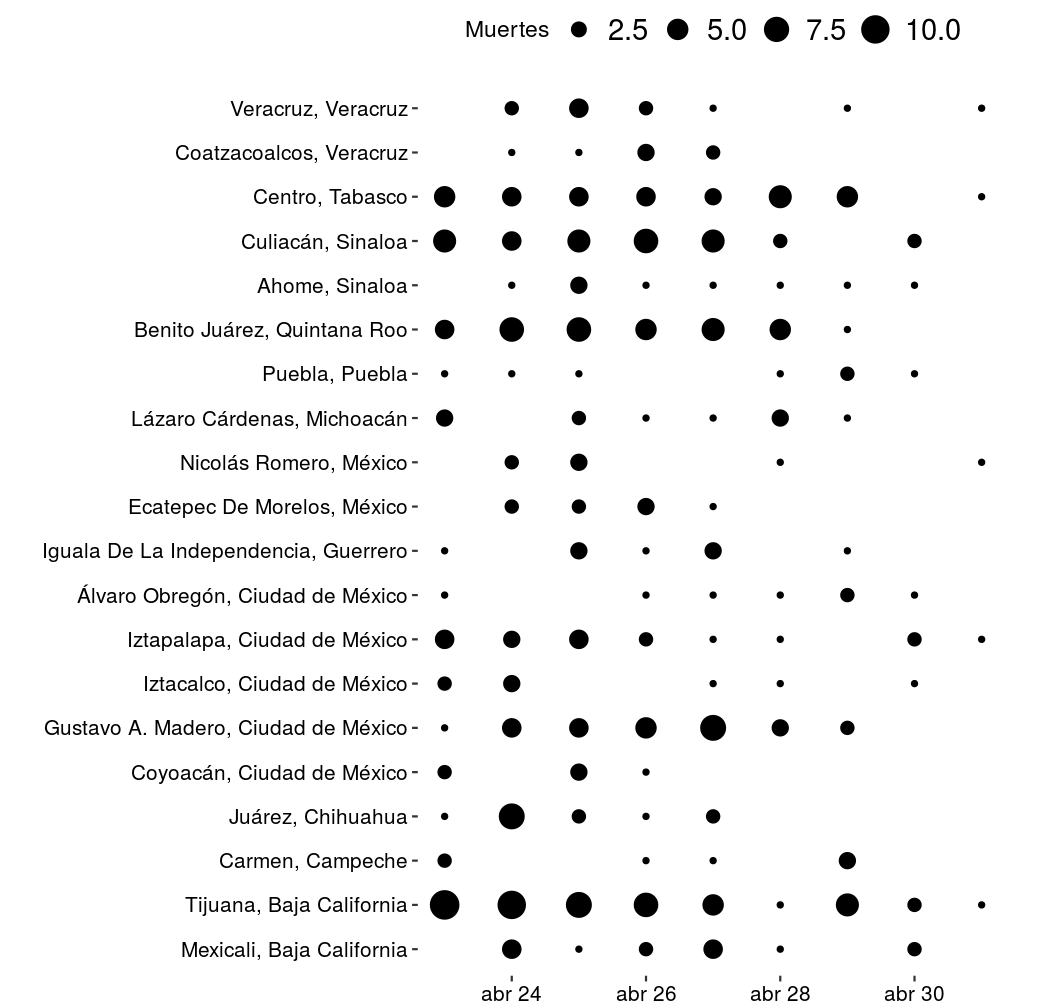 Muertes 2.5 5.0 7.5 10.0
Veracruz, Veracruz
Coatzacoalcos, Veracruz
Centro, Tabasco
Culiacán, Sinaloa
Ahome, Sinaloa
Benito Juárez, Quintana Roo
Puebla, Puebla
Lázaro Cárdenas, Michoacán
Nicolás Romero, México
Ecatepec De Morelos, México
Iguala De La Independencia, Guerrero
Álvaro Obregón, Ciudad de México
Iztapalapa, Ciudad de México
Iztacalco, Ciudad de México
Gustavo A. Madero, Ciudad de México
Coyoacán, Ciudad de México
Juárez, Chihuahua
Carmen, Campeche
Tijuana, Baja California
Mexicali, Baja California
abr 24 abr 26 abr 28 abr 30